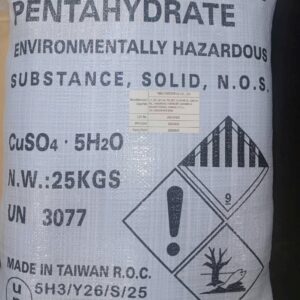 PENTAHYDRATE
ENVIRONMENTALLY HAZARDOUS
SUBSTANCE, SOLID, N.O.S.
CuSO4 · 5H2O
N.W.:25KGS
UN 3077
9
MADE IN TAIWAN R.O.C.
u 5H3/Y26/S/25